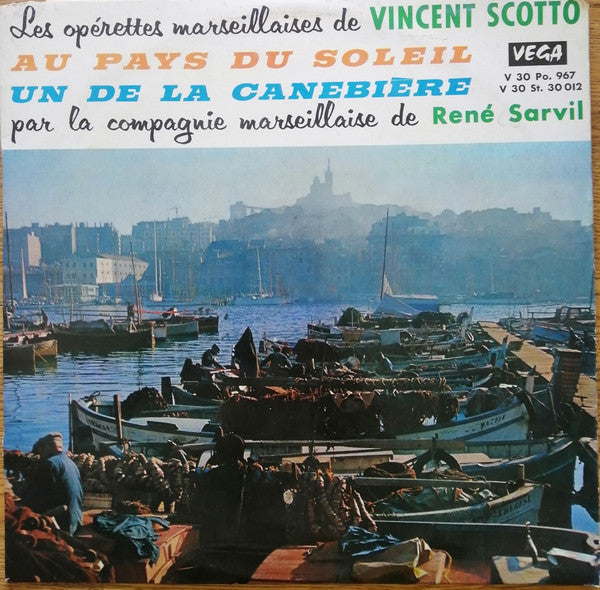 Les opérettes marseillaises de VINCENT SCOTTO
AU PAYS DU SOLEIL
UN DE LA CANEBIÈRE
par la compagnie marseillaise de René Sarvil
VEGA
V 30 Po. 967
V 30 St. 30 012